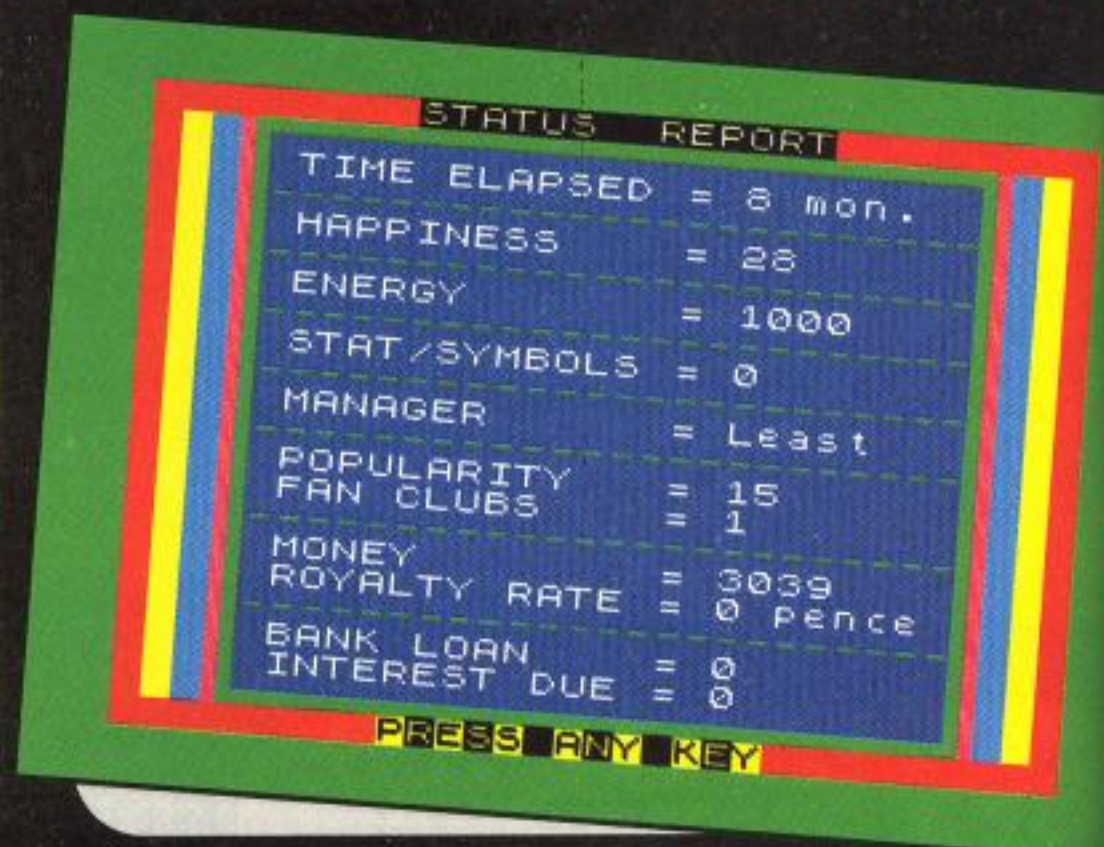 STATUS REPORT
TIME ELAPSED = 8 mon.
HAPPINESS = 28
ENERGY = 1000
STAT/SYMBOLS = 0
MANAGER = Least
POPULARITY = 15
FAN CLUBS = 1
MONEY = 3039
ROYALTY RATE = 0 pence
BANK LOAN = 0
INTEREST DUE = 0
PRESS ANY KEY